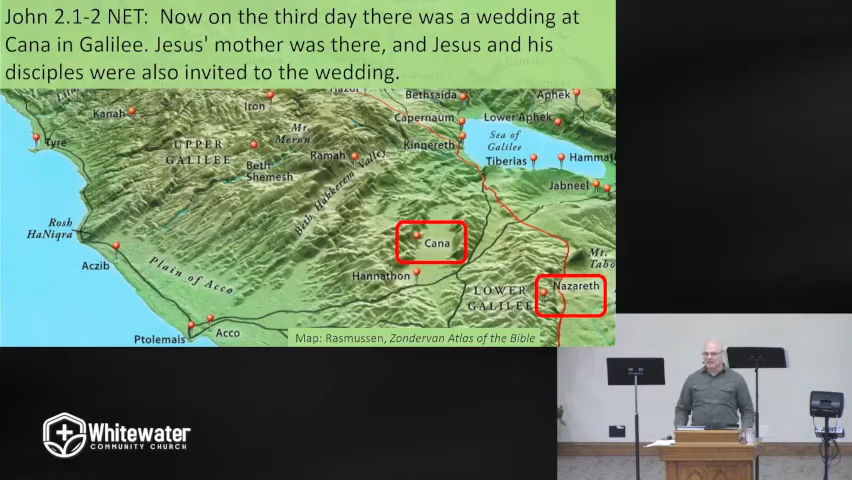 John 2.1-2 NET: Now on the third day there was a wedding at
Cana in Galilee. Jesus' mother was there, and Jesus and his
disciples were also invited to the wedding.
Bethsaida
Aphek
Iron
Kanah
Capernaum
Lower Aphek
Mt.
Meron
Sea of
Galilee
Tyre
UPPER
GALILEE
Kinnereth
Ramah
Tiberias
Hammat
Beth
Shemesh
Beth Hakkerem Valley
Jabneel
Rosh
HaNiqra
Cana
Mt.
Tabo
Aczib
Plain of Acco
Hannathon
LOWER
GALILEE
Nazareth
Ptolemais
Acco
Map: Rasmussen, Zondervan Atlas of the Bible
Whitewater
COMMUNITY CHURCH